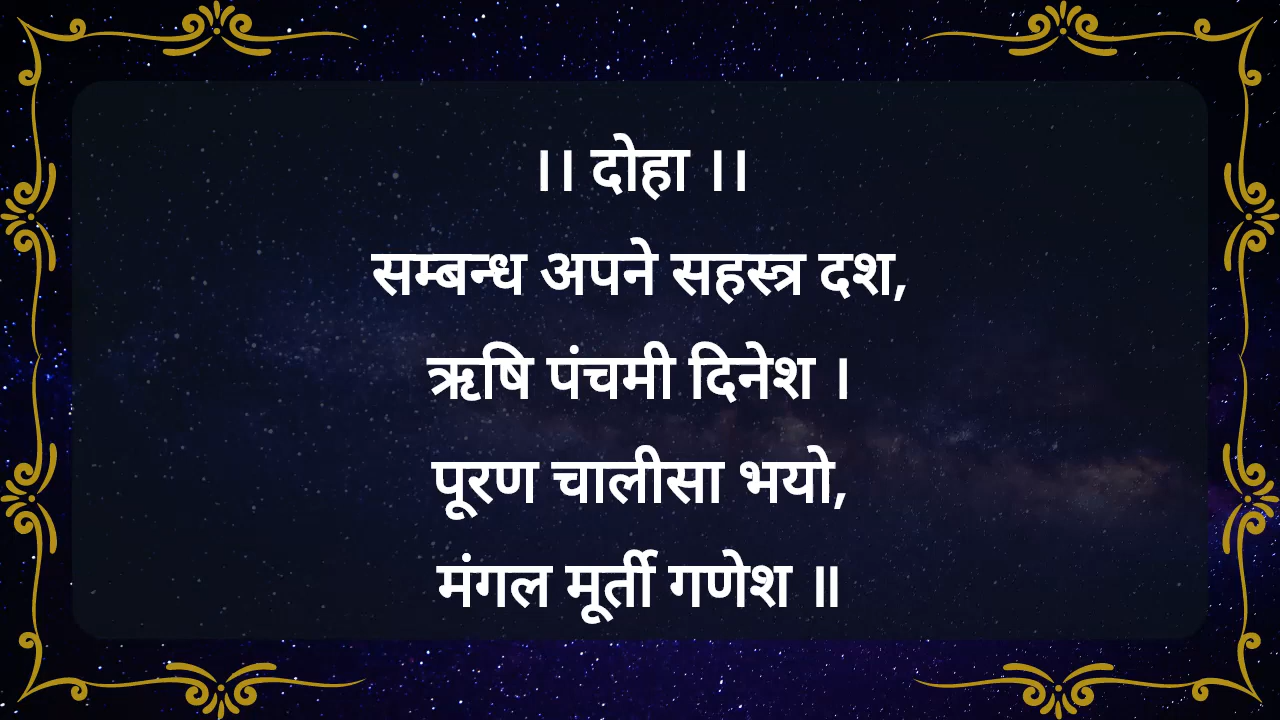 ।। दोहा ।।
सम्बन्ध अपने सहस्त्र दश,
ऋषि पंचमी दिनेश ।
पूरण चालीसा भयो,
मंगल मूर्ती गणेश ॥